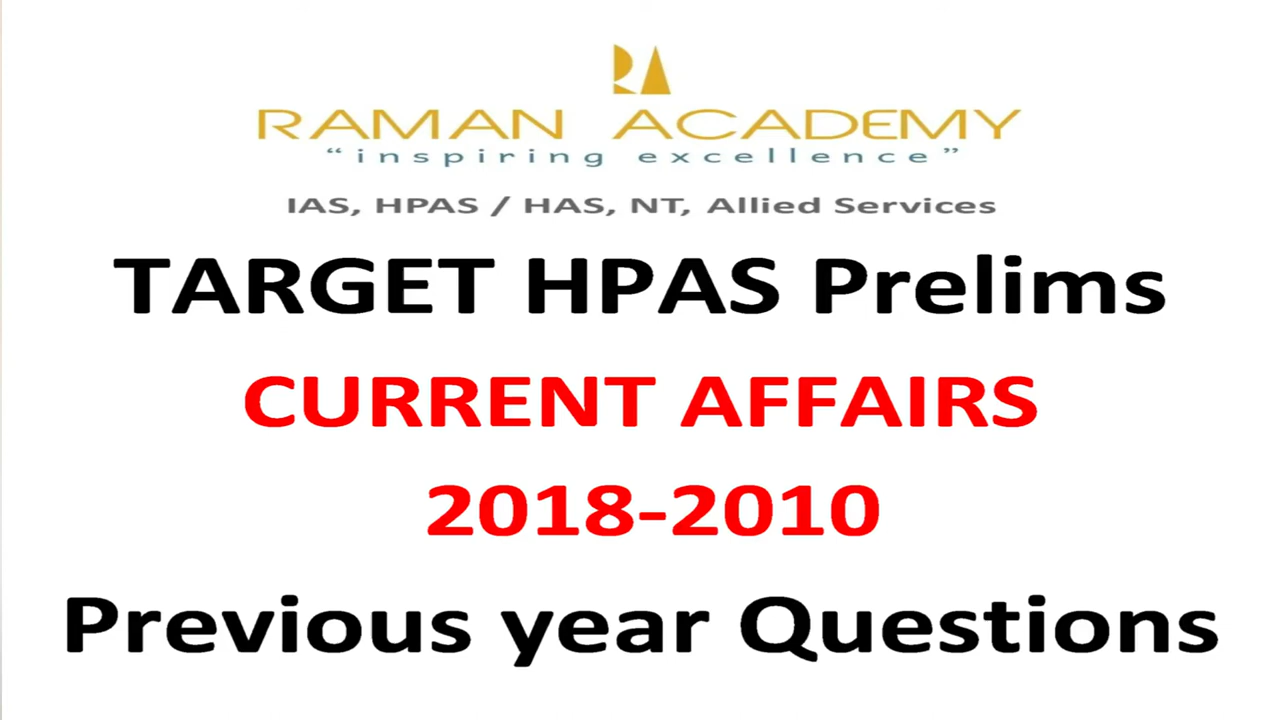 RA
RAMAN ACADEMY
“inspiring excellence”
IAS, HPAS / HAS, NT, Allied Services
TARGET HPAS Prelims
CURRENT AFFAIRS
2018-2010
Previous year Questions